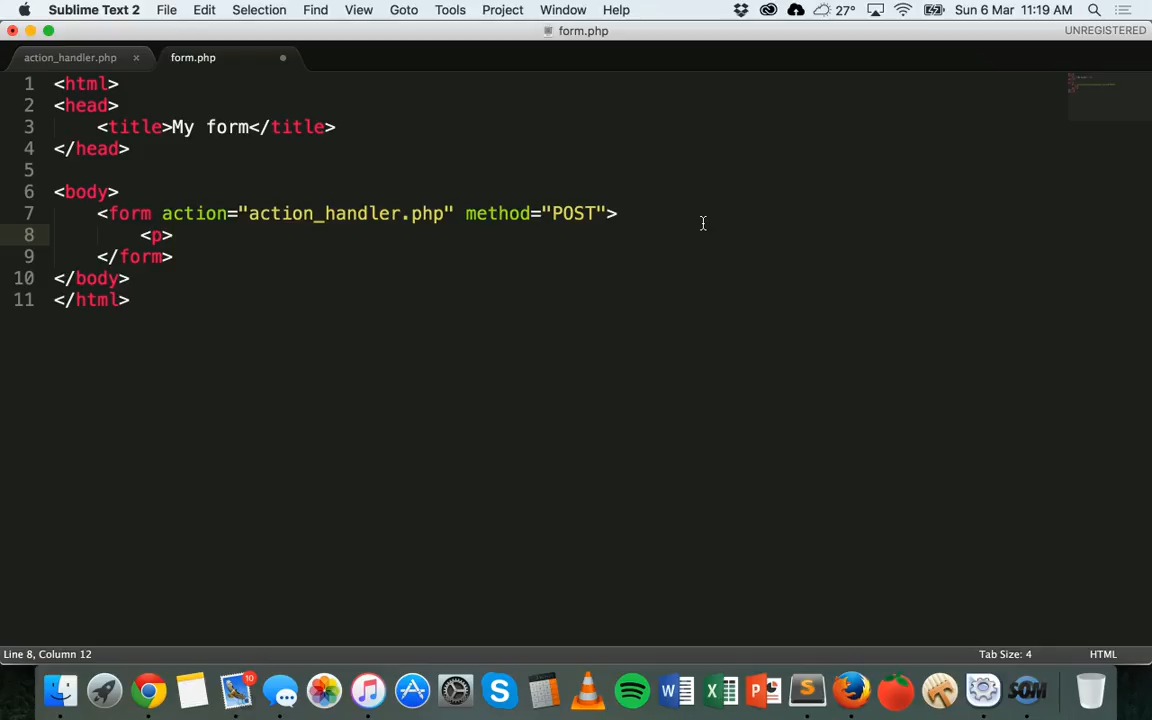 Sublime Text 2 File Edit Selection Find View Goto Tools Project Window Help 27° Sun 6 Mar 11:19 AM
form.php UNREGISTERED
action_handler.php × form.php
1 <html>
2 <head>
3 <title>My form</title>
4 </head>
5
6 <body>
7 <form action="action_handler.php" method="POST">
8 <p>
9 </form>
10 </body>
11 </html>
Line 8, Column 12 Tab Size: 4 HTML
10
SOM